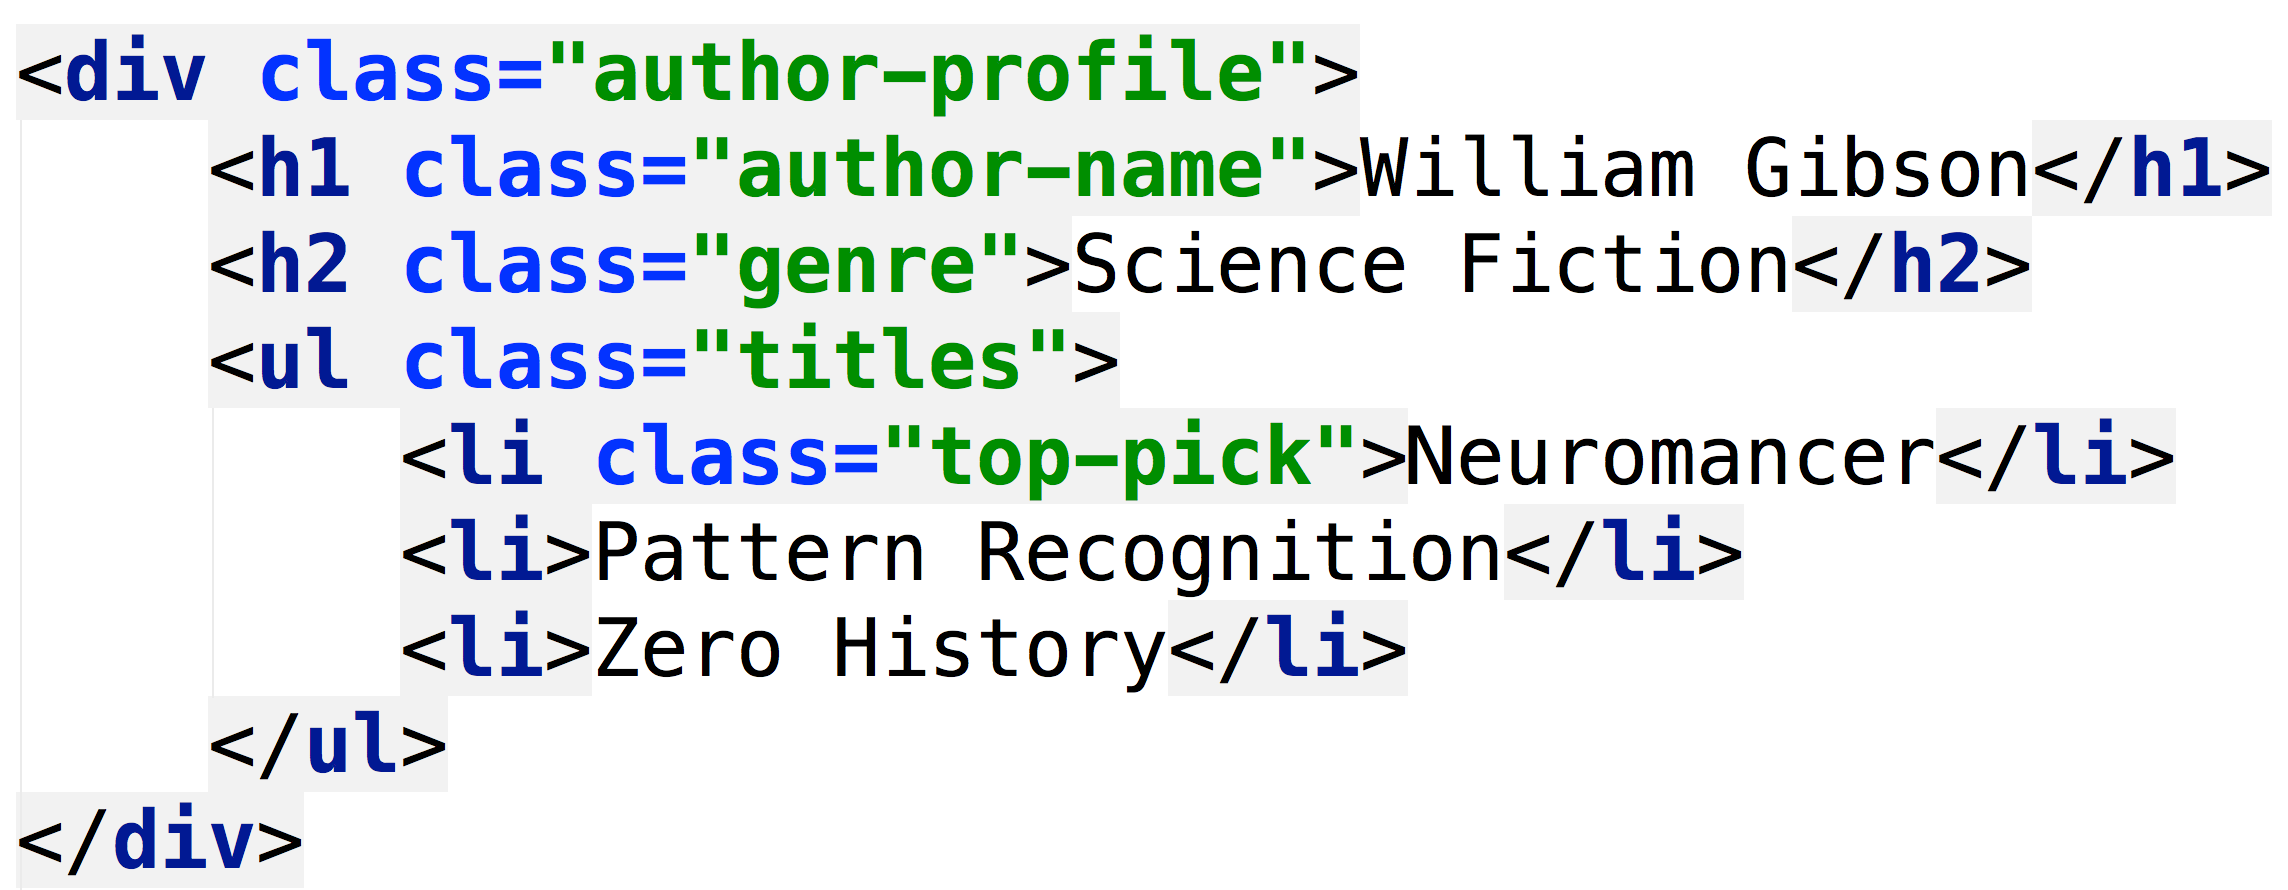 <div class="author-profile">
<h1 class="author-name">William Gibson</h1>
<h2 class="genre">Science Fiction</h2>
<ul class="titles">
<li class="top-pick">Neuromancer</li>
<li>Pattern Recognition</li>
<li>Zero History</li>
</ul>
</div>